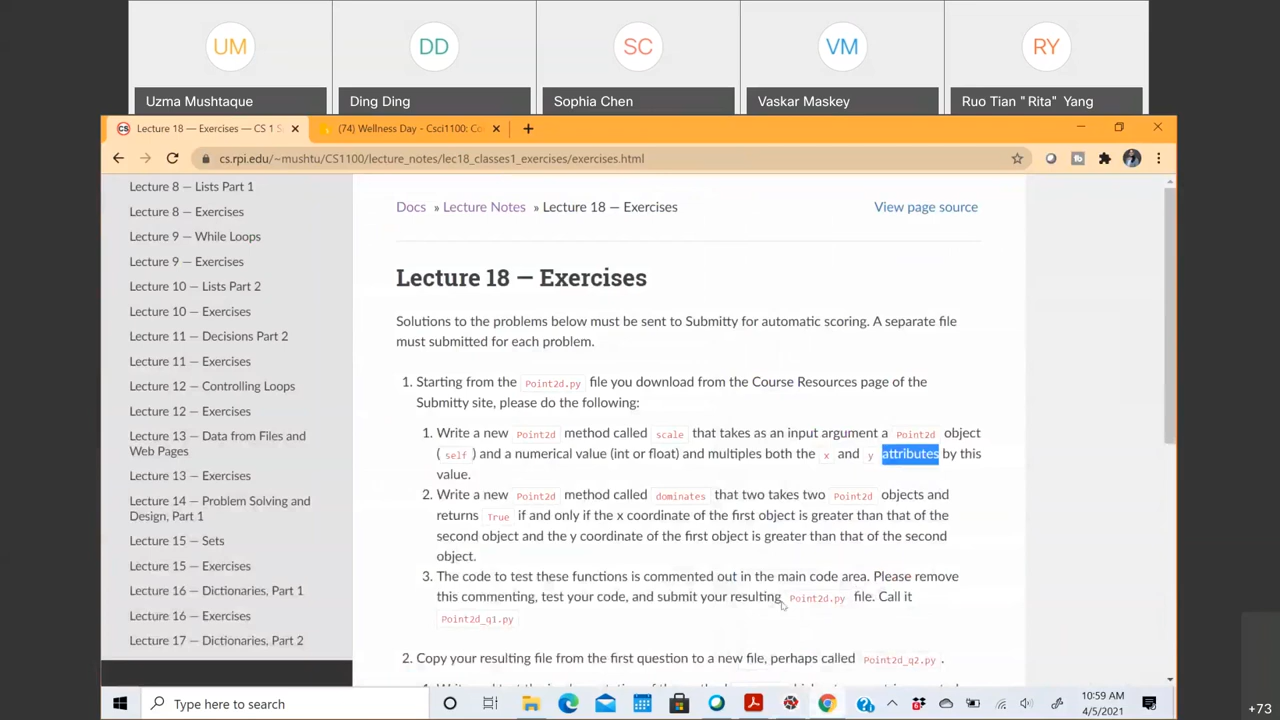 UM
DD
SC
VM
RY
Uzma Mushtaque
Ding Ding
Sophia Chen
Vaskar Maskey
Ruo Tian "Rita" Yang
Lecture 18 — Exercises — CS 1 S
(74) Wellness Day - Csci1100: Co
cs.rpi.edu/~mushtu/CS1100/lecture_notes/lec18_classes1_exercises/exercises.html
Lecture 8 — Lists Part 1
Lecture 8 — Exercises
Lecture 9 — While Loops
Lecture 9 — Exercises
Lecture 10 — Lists Part 2
Lecture 10 — Exercises
Lecture 11 — Decisions Part 2
Lecture 11 — Exercises
Lecture 12 — Controlling Loops
Lecture 12 — Exercises
Lecture 13 — Data from Files and
Web Pages
Lecture 13 — Exercises
Lecture 14 — Problem Solving and
Design, Part 1
Lecture 15 — Sets
Lecture 15 — Exercises
Lecture 16 — Dictionaries, Part 1
Lecture 16 — Exercises
Lecture 17 — Dictionaries, Part 2
Docs » Lecture Notes » Lecture 18 — Exercises
View page source
Lecture 18 — Exercises
Solutions to the problems below must be sent to Submitty for automatic scoring. A separate file
must submitted for each problem.
1. Starting from the Point2d.py file you download from the Course Resources page of the
Submitty site, please do the following:
1. Write a new Point2d method called scale that takes as an input argument a Point2d object
( self ) and a numerical value (int or float) and multiples both the x and y attributes by this
value.
2. Write a new Point2d method called dominates that two takes two Point2d objects and
returns True if and only if the x coordinate of the first object is greater than that of the
second object and the y coordinate of the first object is greater than that of the second
object.
3. The code to test these functions is commented out in the main code area. Please remove
this commenting, test your code, and submit your resulting Point2d.py file. Call it
Point2d_q1.py
2. Copy your resulting file from the first question to a new file, perhaps called Point2d_q2.py .
Type here to search
10:59 AM
4/5/2021
+73